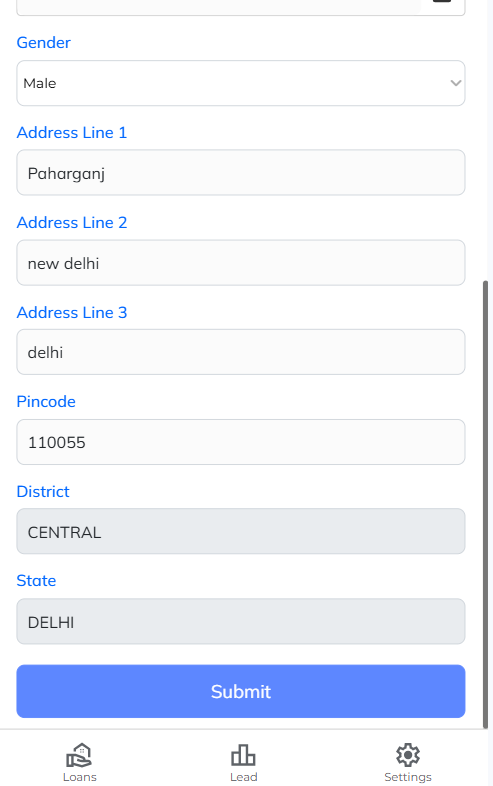 Gender
Male
Address Line 1
Paharganj
Address Line 2
new delhi
Address Line 3
delhi
Pincode
110055
District
CENTRAL
State
DELHI
Submit
Loans Lead Settings